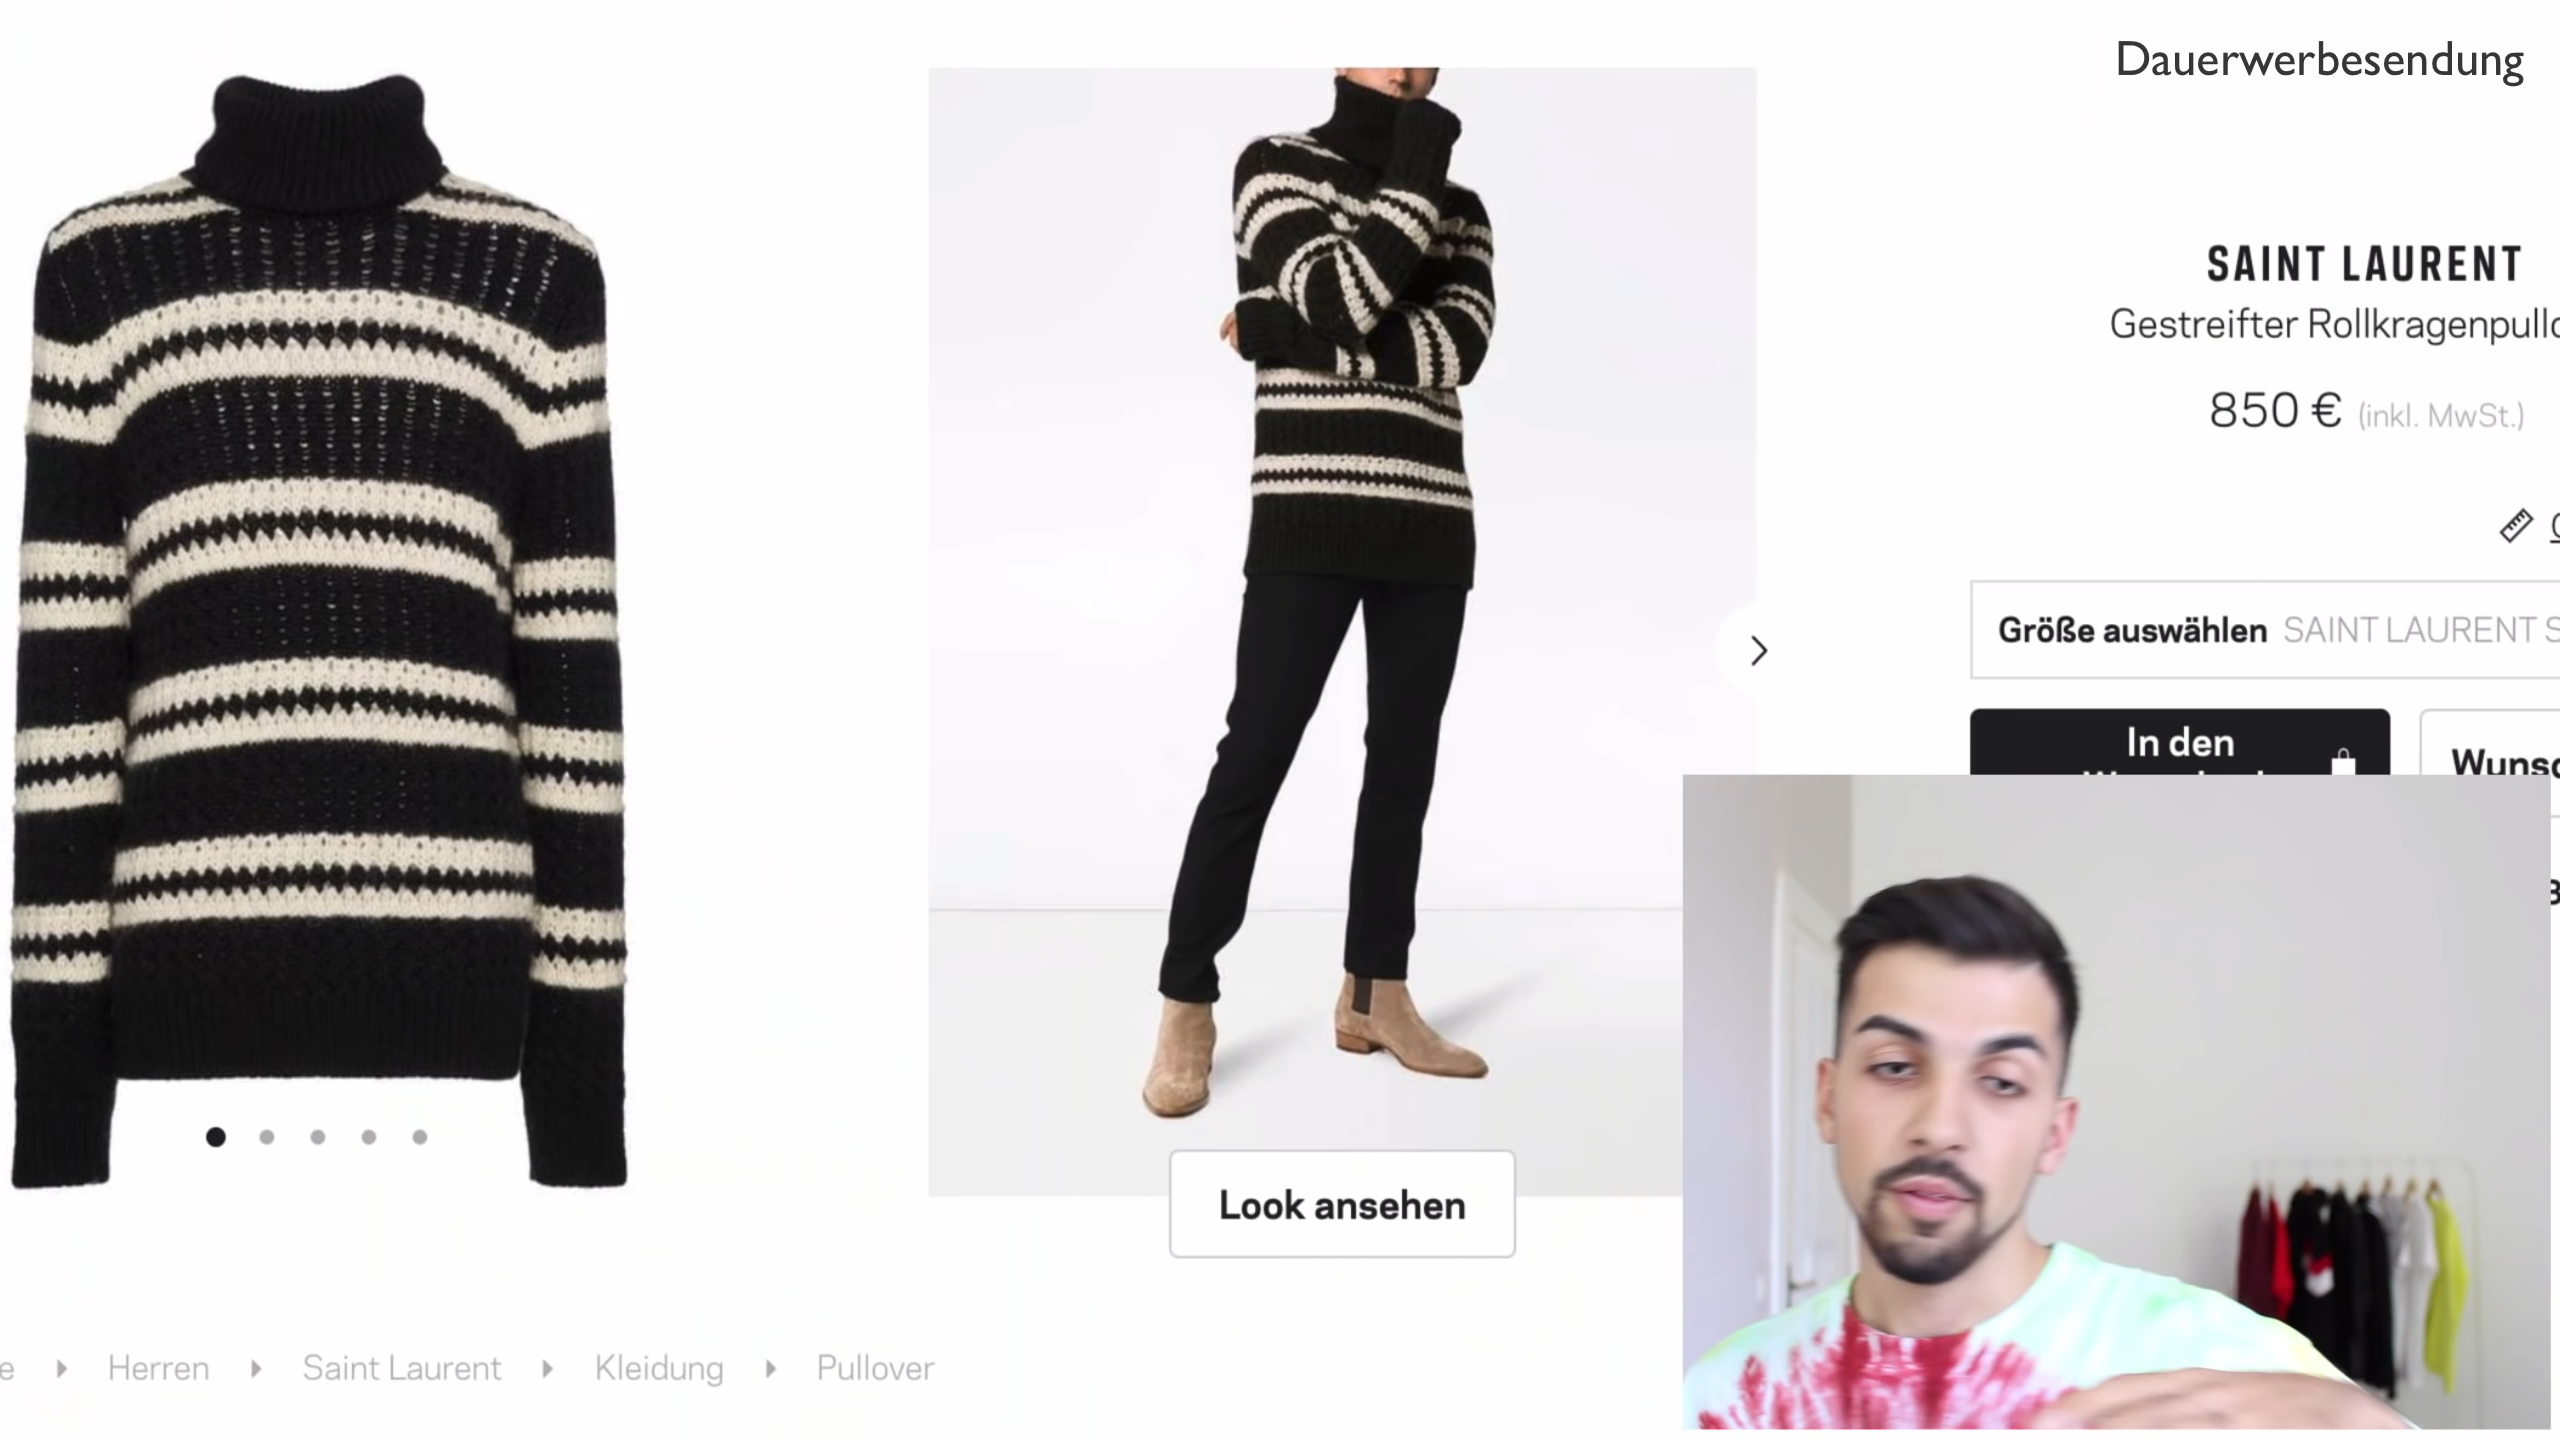 Dauerwerbesendung
SAINT LAURENT
Gestreifter
850 € (inkl. MwSt.)
Größe auswählen SAINT LAURENT
In den
Look ansehen
Herren Saint Laurent Kleidung Pullover